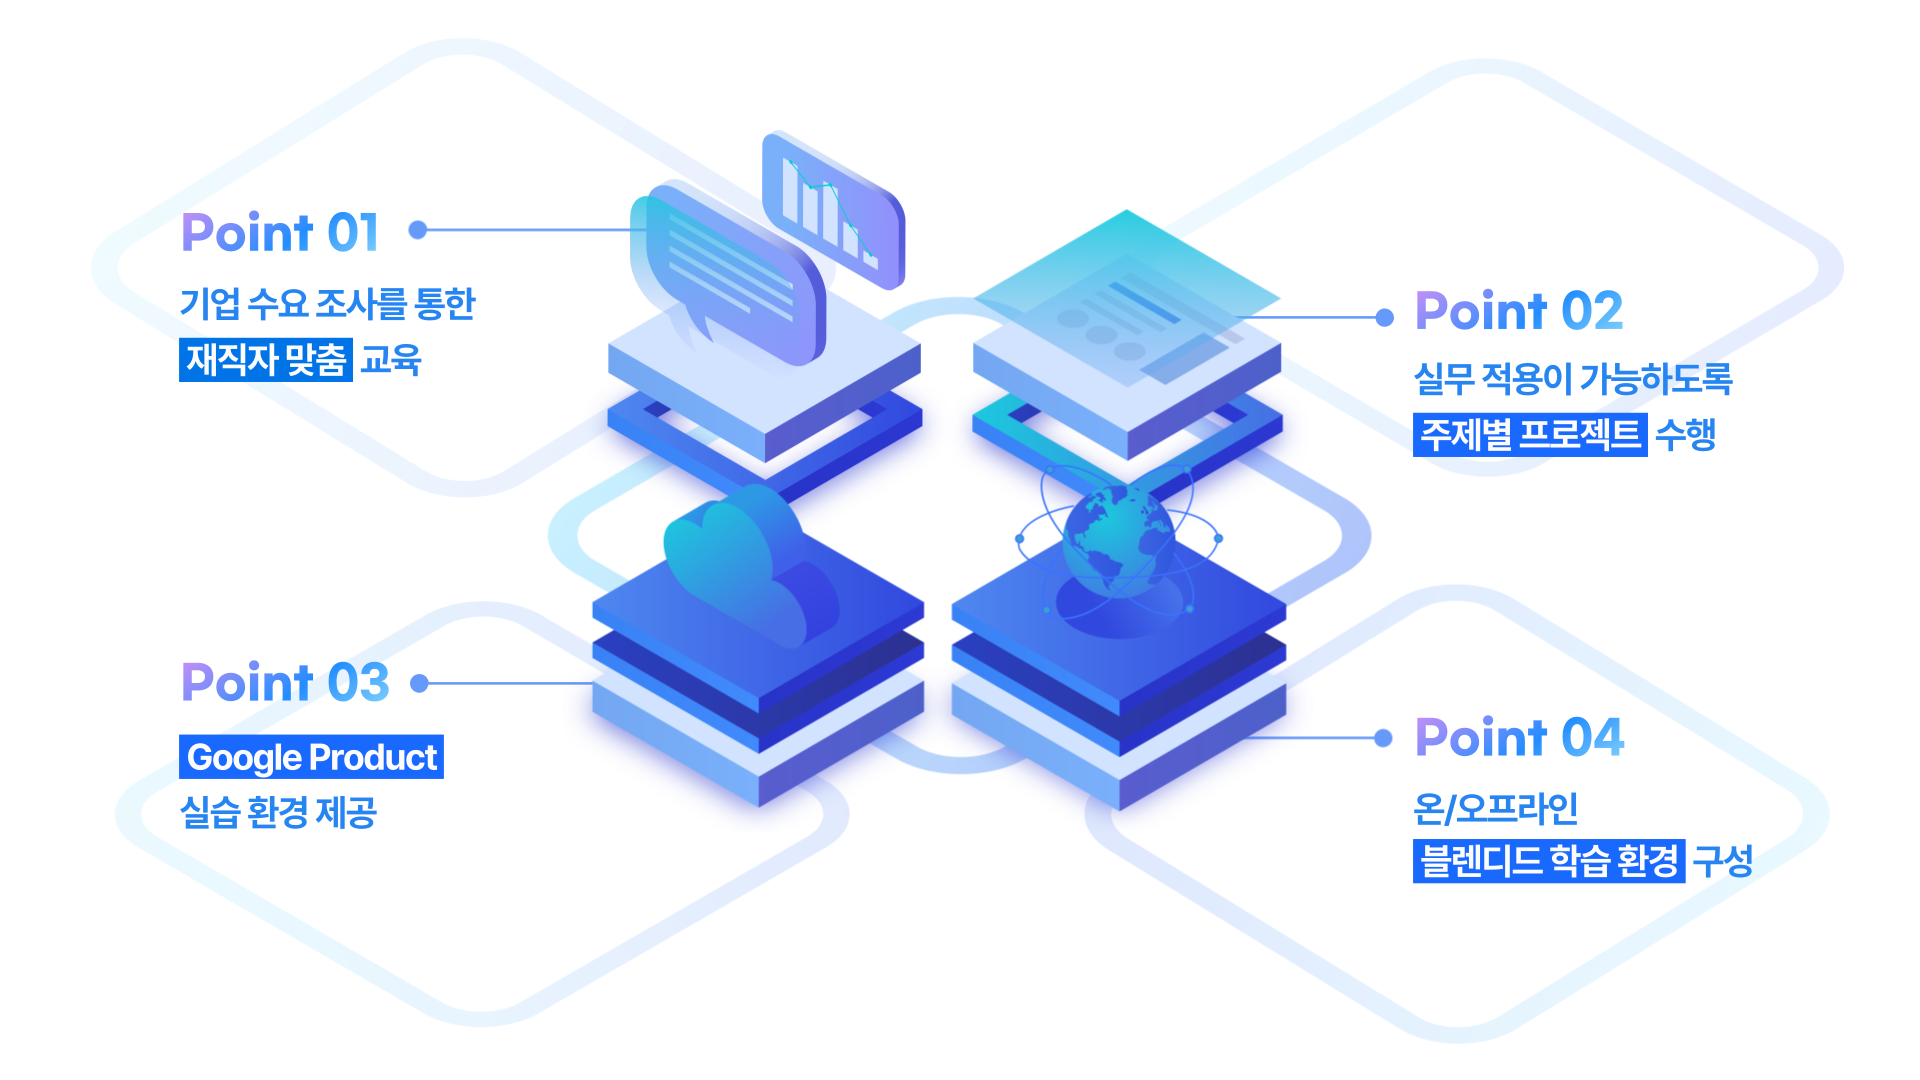 Point 01
기업 수요 조사를 통한
재직자 맞춤 교육
Point 02
실무 적용이 가능하도록
주제별 프로젝트 수행
Point 03
Google Product
실습 환경 제공
Point 04
온/오프라인
블렌디드 학습 환경 구성